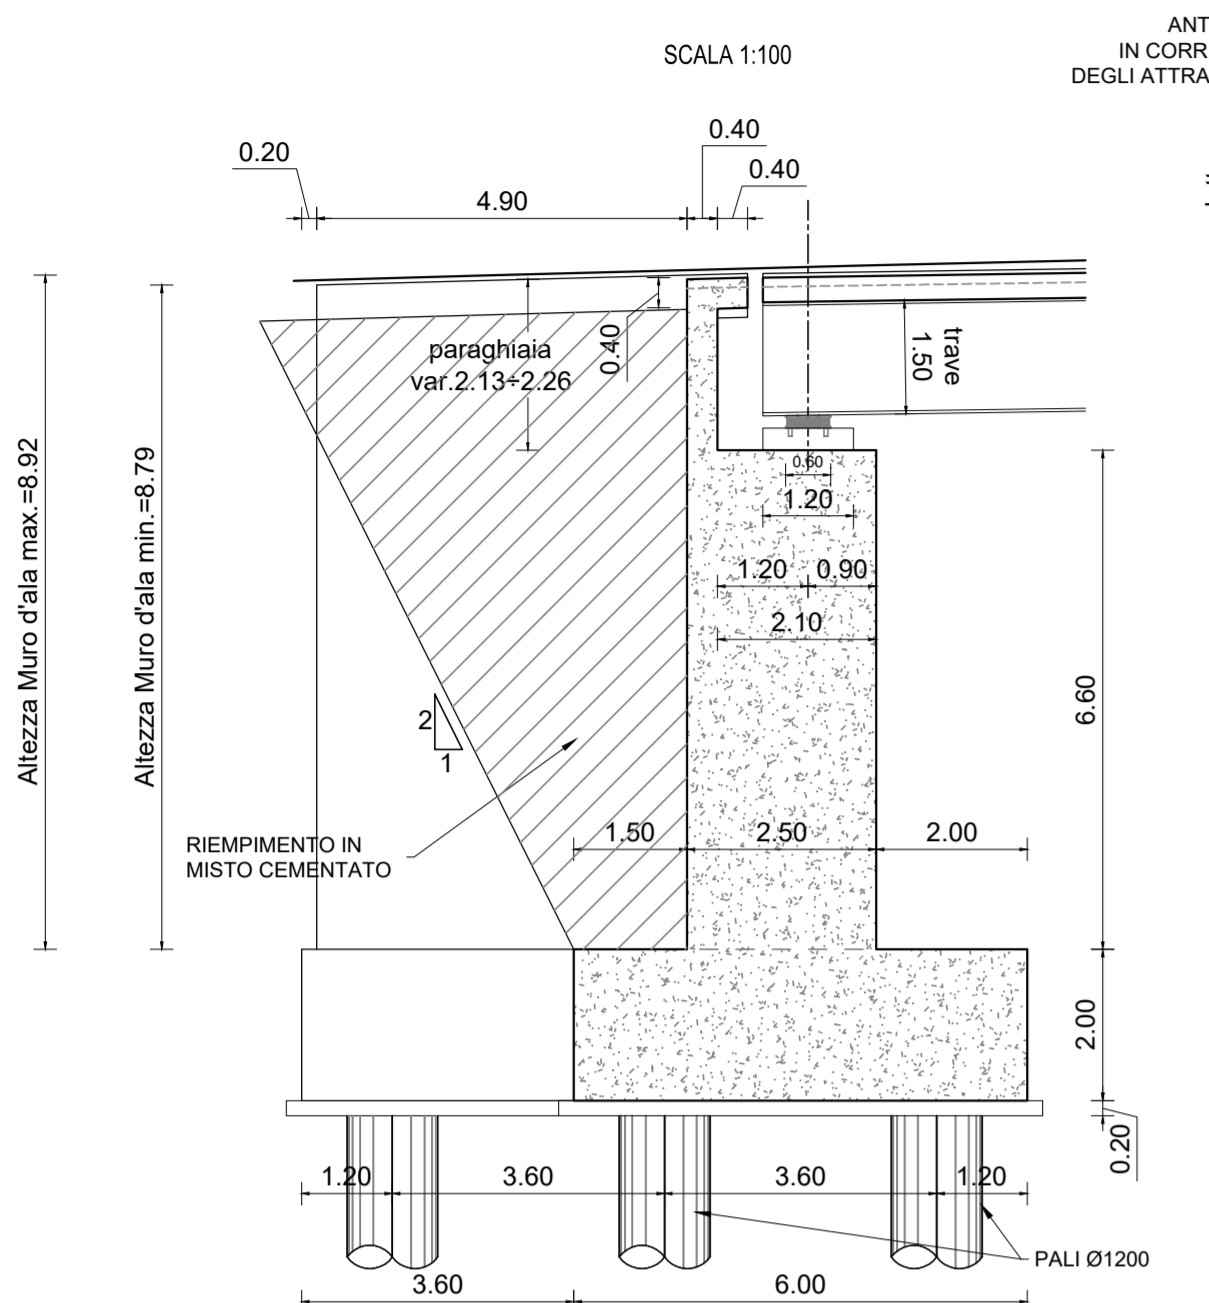 ANT
IN CORR
DEGLI ATTRA
SCALA 1:100
0.20
4.90
0.40
0.40
paraghiaia
var.2.13÷2.26
0.40
trave
1.50
Altezza Muro d'ala max.=8.92
Altezza Muro d'ala min.=8.79
0.60
1.20
1.20
0.90
2.10
6.60
2
1
RIEMPIMENTO IN
MISTO CEMENTATO
1.50
2.50
2.00
2.00
0.20
1.20
3.60
3.60
1.20
PALI Ø1200
3.60
6.00